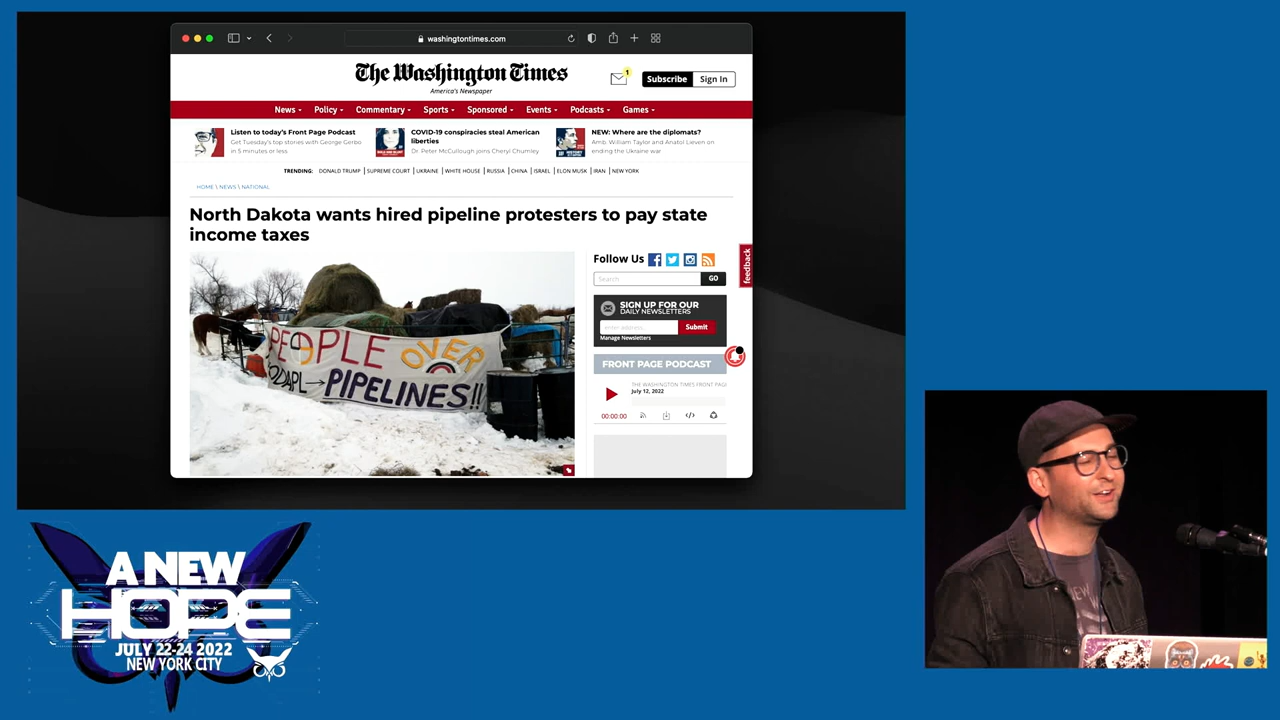 washingtontimes.com
The Washington Times
America's Newspaper
1
Subscribe
Sign In
News
Policy
Commentary
Sports
Sponsored
Events
Podcasts
Games
Listen to today's Front Page Podcast
Get Tuesday's top stories with George Gerbo
in 5 minutes or less
COVID-19 conspiracies steal American
liberties
Dr. Peter McCullough joins Cheryl Chumley
NEW: Where are the diplomats?
Amb. William Taylor and Anatol Lieven on
ending the Ukraine war
TRENDING: DONALD TRUMP | SUPREME COURT | UKRAINE | WHITE HOUSE | RUSSIA | CHINA | ISRAEL | ELON MUSK | IRAN | NEW YORK
HOME \ NEWS \ NATIONAL
North Dakota wants hired pipeline protesters to pay state
income taxes
PEOPLE OVER
PIPELINES!!
Follow Us
feedback
Search
GO
SIGN UP FOR OUR
DAILY NEWSLETTERS
Submit
Manage Newsletters
FRONT PAGE PODCAST
THE WASHINGTON TIMES FRONT PAG
July 12, 2022
00:00:00
A NEW
HOPE
JULY 22-24 2022
NEW YORK CITY